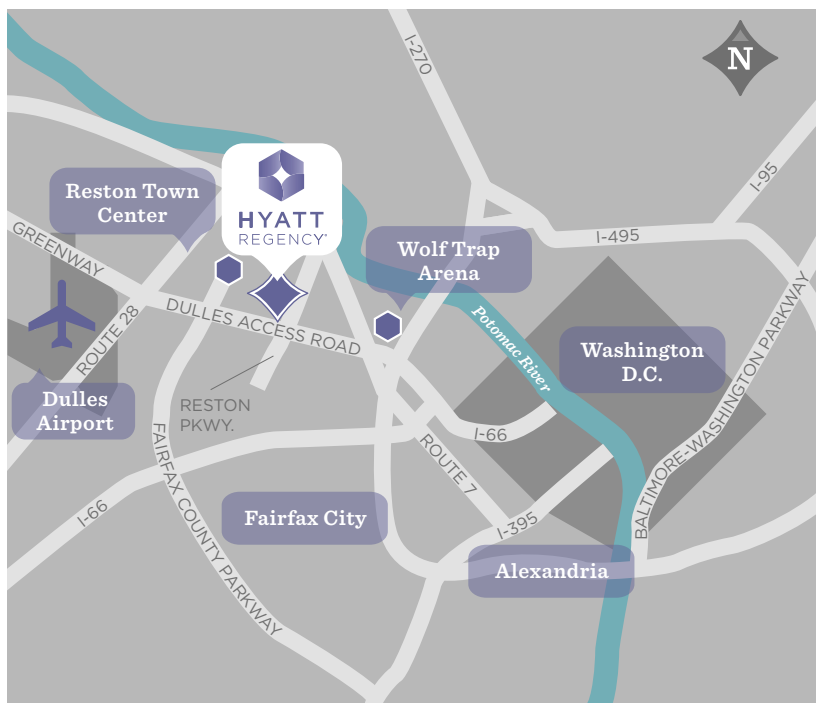 I-270
N
I-95
Reston Town
Center
HYATT
REGENCY®
GREENWAY
Wolf Trap
Arena
I-495
ROUTE 28
DULLES ACCESS ROAD
Potomac River
Washington
D.C.
BALTIMORE-WASHINGTON PARKWAY
Dulles
Airport
RESTON
PKWY.
I-66
ROUTE 7
FAIRFAX COUNTY PARKWAY
I-66
Fairfax City
I-395
Alexandria